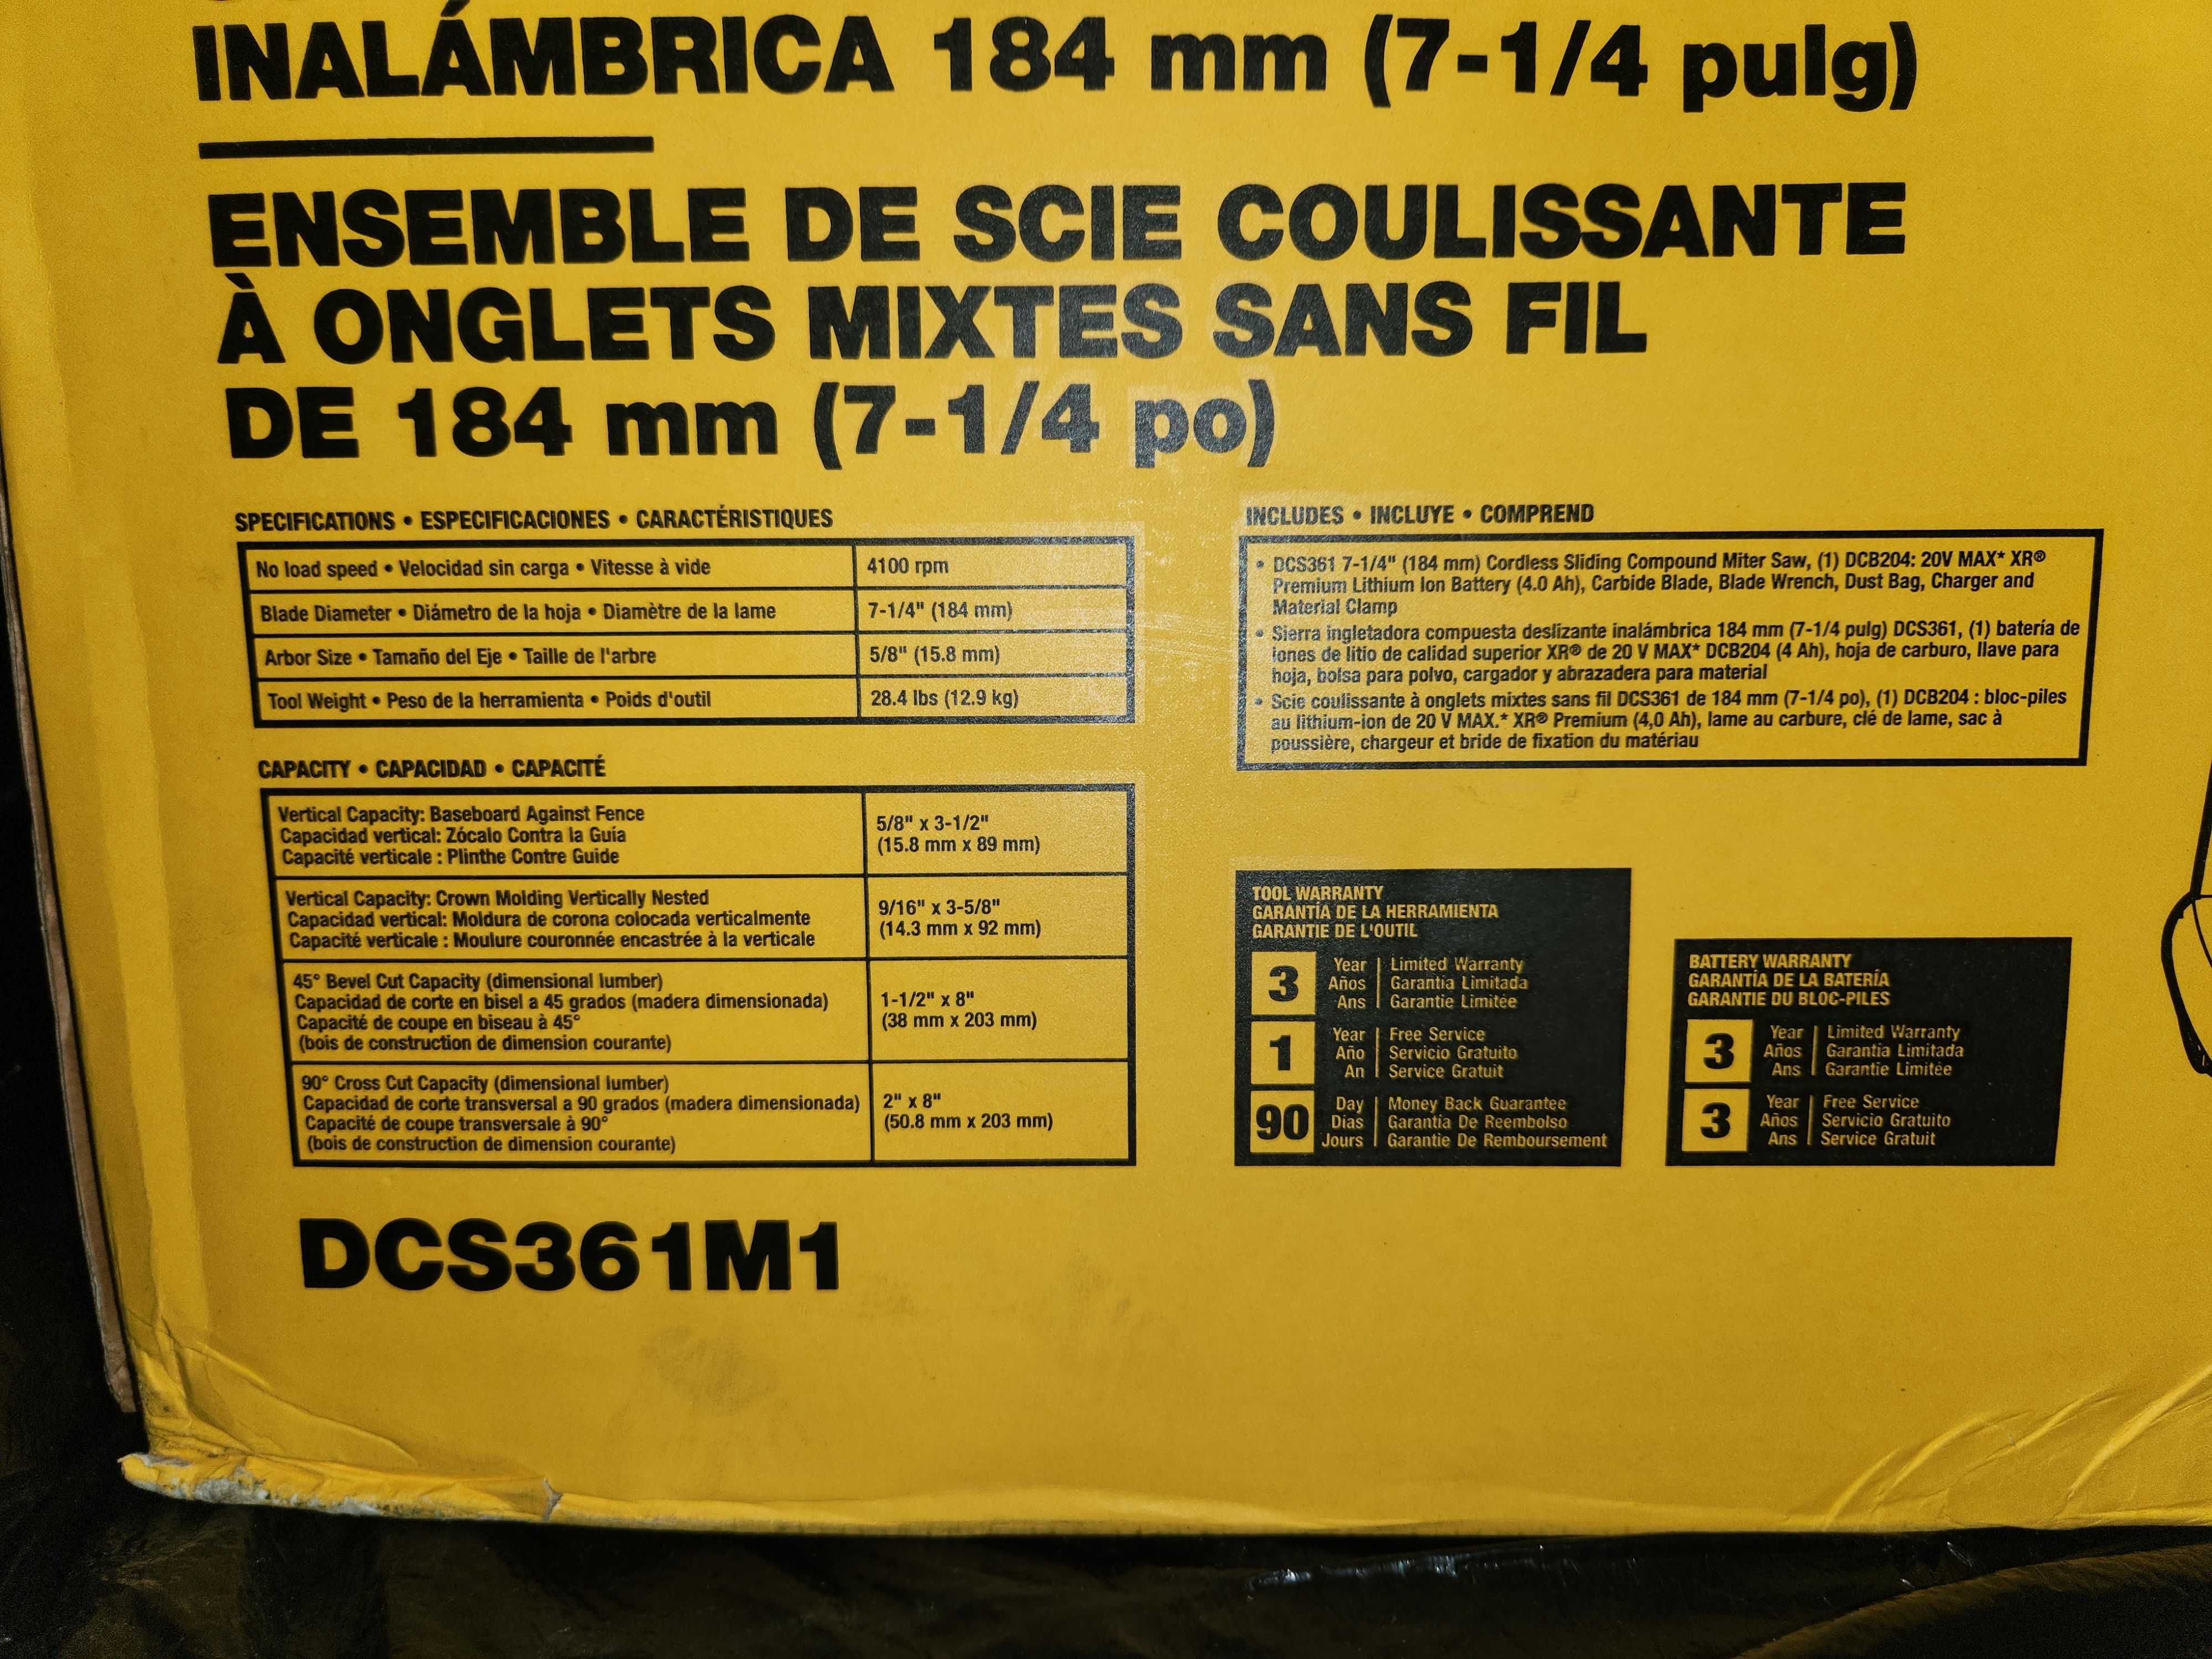 INALÁMBRICA 184 mm (7-1/4 pulg)
ENSEMBLE DE SCIE COULISSANTE
À ONGLETS MIXTES SANS FIL
DE 184 mm (7-1/4 po)
SPECIFICATIONS • ESPECIFICACIONES • CARACTÉRISTIQUES
No load speed • Velocidad sin carga • Vitesse à vide 4100 rpm
Blade Diameter • Diámetro de la hoja • Diamètre de la lame 7-1/4" (184 mm)
Arbor Size • Tamaño del Eje • Taille de l'arbre 5/8" (15.8 mm)
Tool Weight • Peso de la herramienta • Poids d'outil 28.4 lbs (12.9 kg)
CAPACITY • CAPACIDAD • CAPACITÉ
Vertical Capacity: Baseboard Against Fence
Capacidad vertical: Zócalo Contra la Guía
Capacité verticale : Plinthe Contre Guide
5/8" x 3-1/2"
(15.8 mm x 89 mm)
Vertical Capacity: Crown Molding Vertically Nested
Capacidad vertical: Moldura de corona colocada verticalmente
Capacité verticale : Moulure couronnée encastrée à la verticale
9/16" x 3-5/8"
(14.3 mm x 92 mm)
45° Bevel Cut Capacity (dimensional lumber)
Capacidad de corte en bisel a 45 grados (madera dimensionada)
Capacité de coupe en biseau à 45°
(bois de construction de dimension courante)
1-1/2" x 8"
(38 mm x 203 mm)
90° Cross Cut Capacity (dimensional lumber)
Capacidad de corte transversal a 90 grados (madera dimensionada)
Capacité de coupe transversale à 90°
(bois de construction de dimension courante)
2" x 8"
(50.8 mm x 203 mm)
DCS361M1
INCLUDES • INCLUYE • COMPREND
• DCS361 7-1/4" (184 mm) Cordless Sliding Compound Miter Saw, (1) DCB204: 20V MAX* XR®
Premium Lithium Ion Battery (4.0 Ah), Carbide Blade, Blade Wrench, Dust Bag, Charger and
Material Clamp
• Sierra ingletadora compuesta deslizante inalámbrica 184 mm (7-1/4 pulg) DCS361, (1) batería de
iones de litio de calidad superior XR® de 20 V MAX* DCB204 (4 Ah), hoja de carburo, llave para
hoja, bolsa para polvo, cargador y abrazadera para material
• Scie coulissante à onglets mixtes sans fil DCS361 de 184 mm (7-1/4 po), (1) DCB204 : bloc-piles
au lithium-ion de 20 V MAX.* XR® Premium (4,0 Ah), lame au carbure, clé de lame, sac à
poussière, chargeur et bride de fixation du matériau
TOOL WARRANTY
GARANTÍA DE LA HERRAMIENTA
GARANTIE DE L'OUTIL
3
Year Limited Warranty
Años Garantía Limitada
Ans Garantie Limitée
1
Year Free Service
Año Servicio Gratuito
An Service Gratuit
90
Day Money Back Guarantee
Días Garantía De Reembolso
Jours Garantie De Remboursement
BATTERY WARRANTY
GARANTÍA DE LA BATERÍA
GARANTIE DU BLOC-PILES
3
Year Limited Warranty
Años Garantía Limitada
Ans Garantie Limitée
3
Year Free Service
Años Servicio Gratuito
Ans Service Gratuit